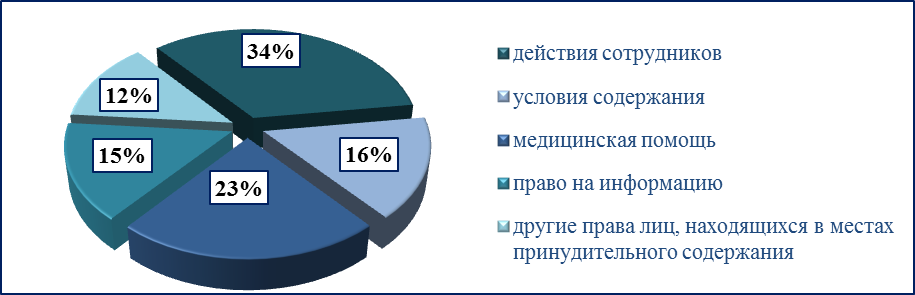 34%
12%
16%
15%
23%
действия сотрудников
условия содержания
медицинская помощь
право на информацию
другие права лиц, находящихся в местах
принудительного содержания